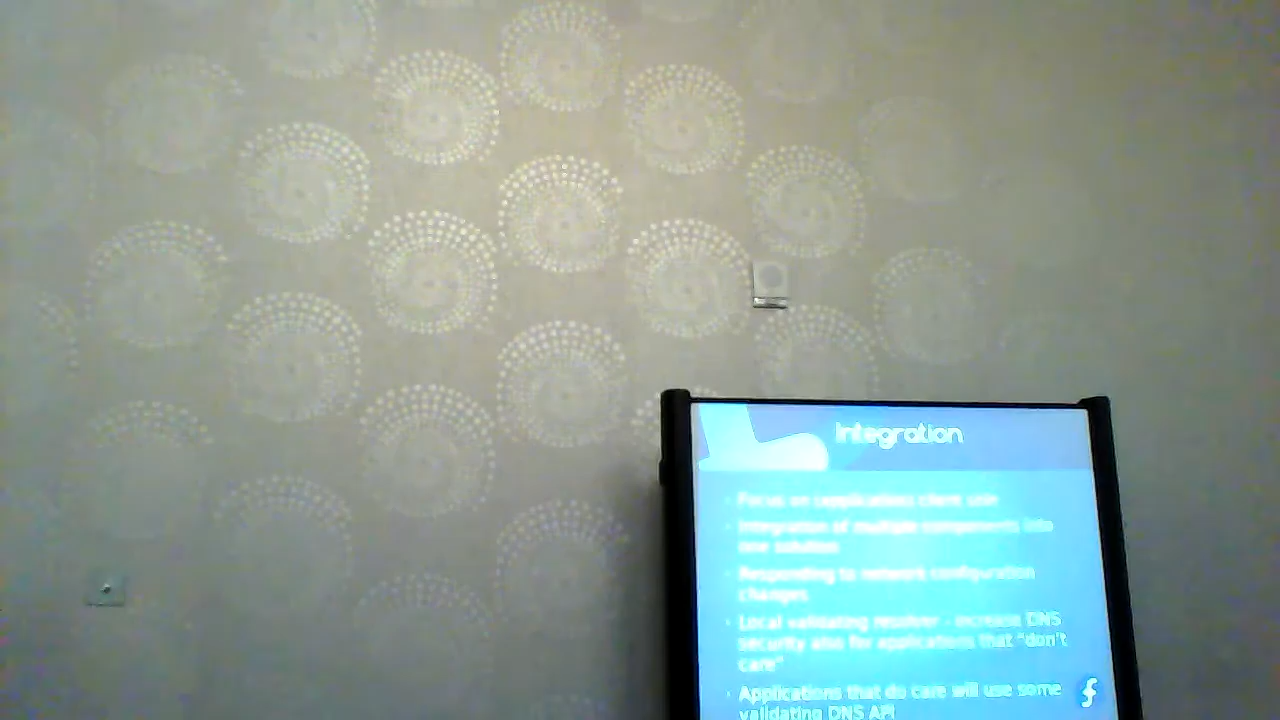 Integration
Focus on (applications) client use
Integration of multiple components into
one solution
Responding to network configuration
changes
Local validating resolver - increase DNS
security also for applications that "don't
care"
Applications that do care will use some
validating DNS API